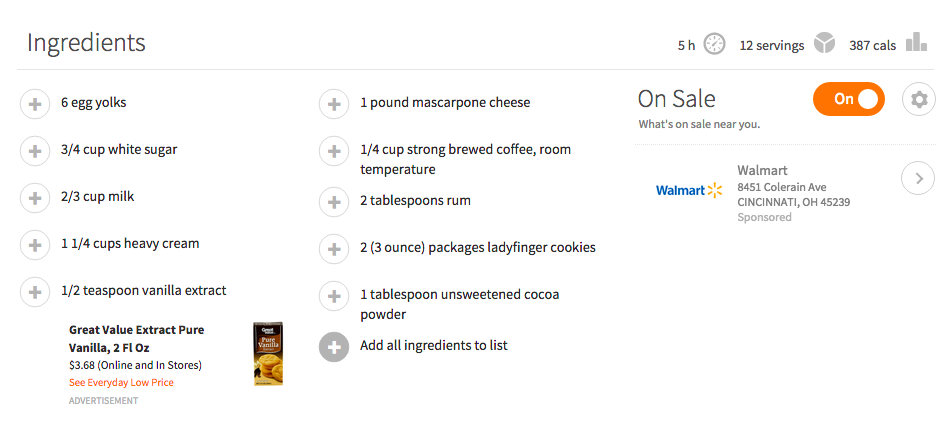 Ingredients
5 h
12 servings
387 cals
6 egg yolks
3/4 cup white sugar
2/3 cup milk
1 1/4 cups heavy cream
1/2 teaspoon vanilla extract
Great Value Extract Pure
Vanilla, 2 Fl Oz
$3.68 (Online and In Stores)
See Everyday Low Price
ADVERTISEMENT
Great
Pure
Vanilla
1 pound mascarpone cheese
1/4 cup strong brewed coffee, room
temperature
2 tablespoons rum
2 (3 ounce) packages ladyfinger cookies
1 tablespoon unsweetened cocoa
powder
Add all ingredients to list
On Sale
On
What's on sale near you.
Walmart
Walmart
8451 Colerain Ave
CINCINNATI, OH 45239
Sponsored